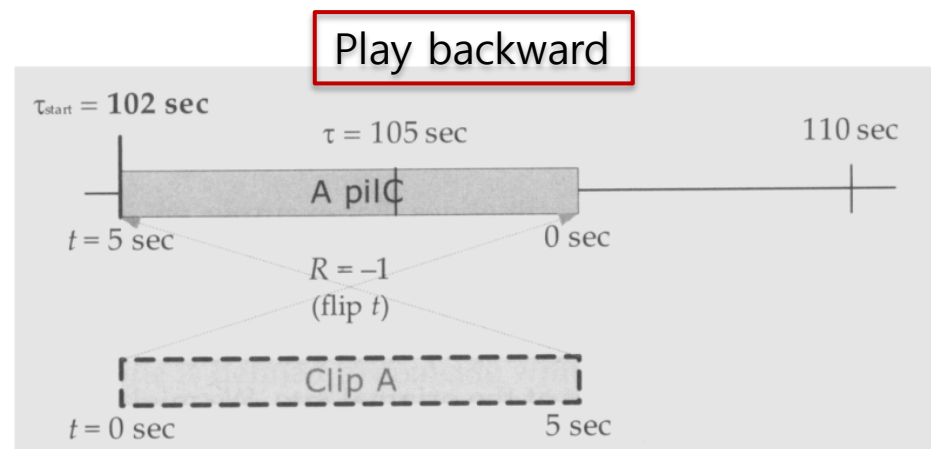 Play backward
τstart = 102 sec
τ = 105 sec
110 sec
A pilC
t = 5 sec
0 sec
R = –1
(flip t)
Clip A
t = 0 sec
5 sec